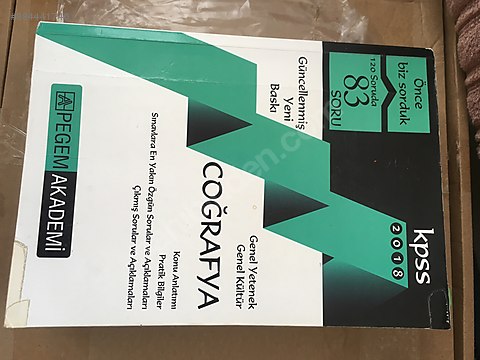 Önce
biz sorduk
120 Soruda
83
SORU
Güncellenmiş
Yeni
Baskı
kpss
2018
Genel Yetenek
Genel Kültür
COĞRAFYA
Konu Anlatımı
Pratik Bilgiler
Sınavlara En Yakın Özgün Sorular ve Açıklamaları
Çıkmış Sorular ve Açıklamaları
PEGEM AKADEMİ